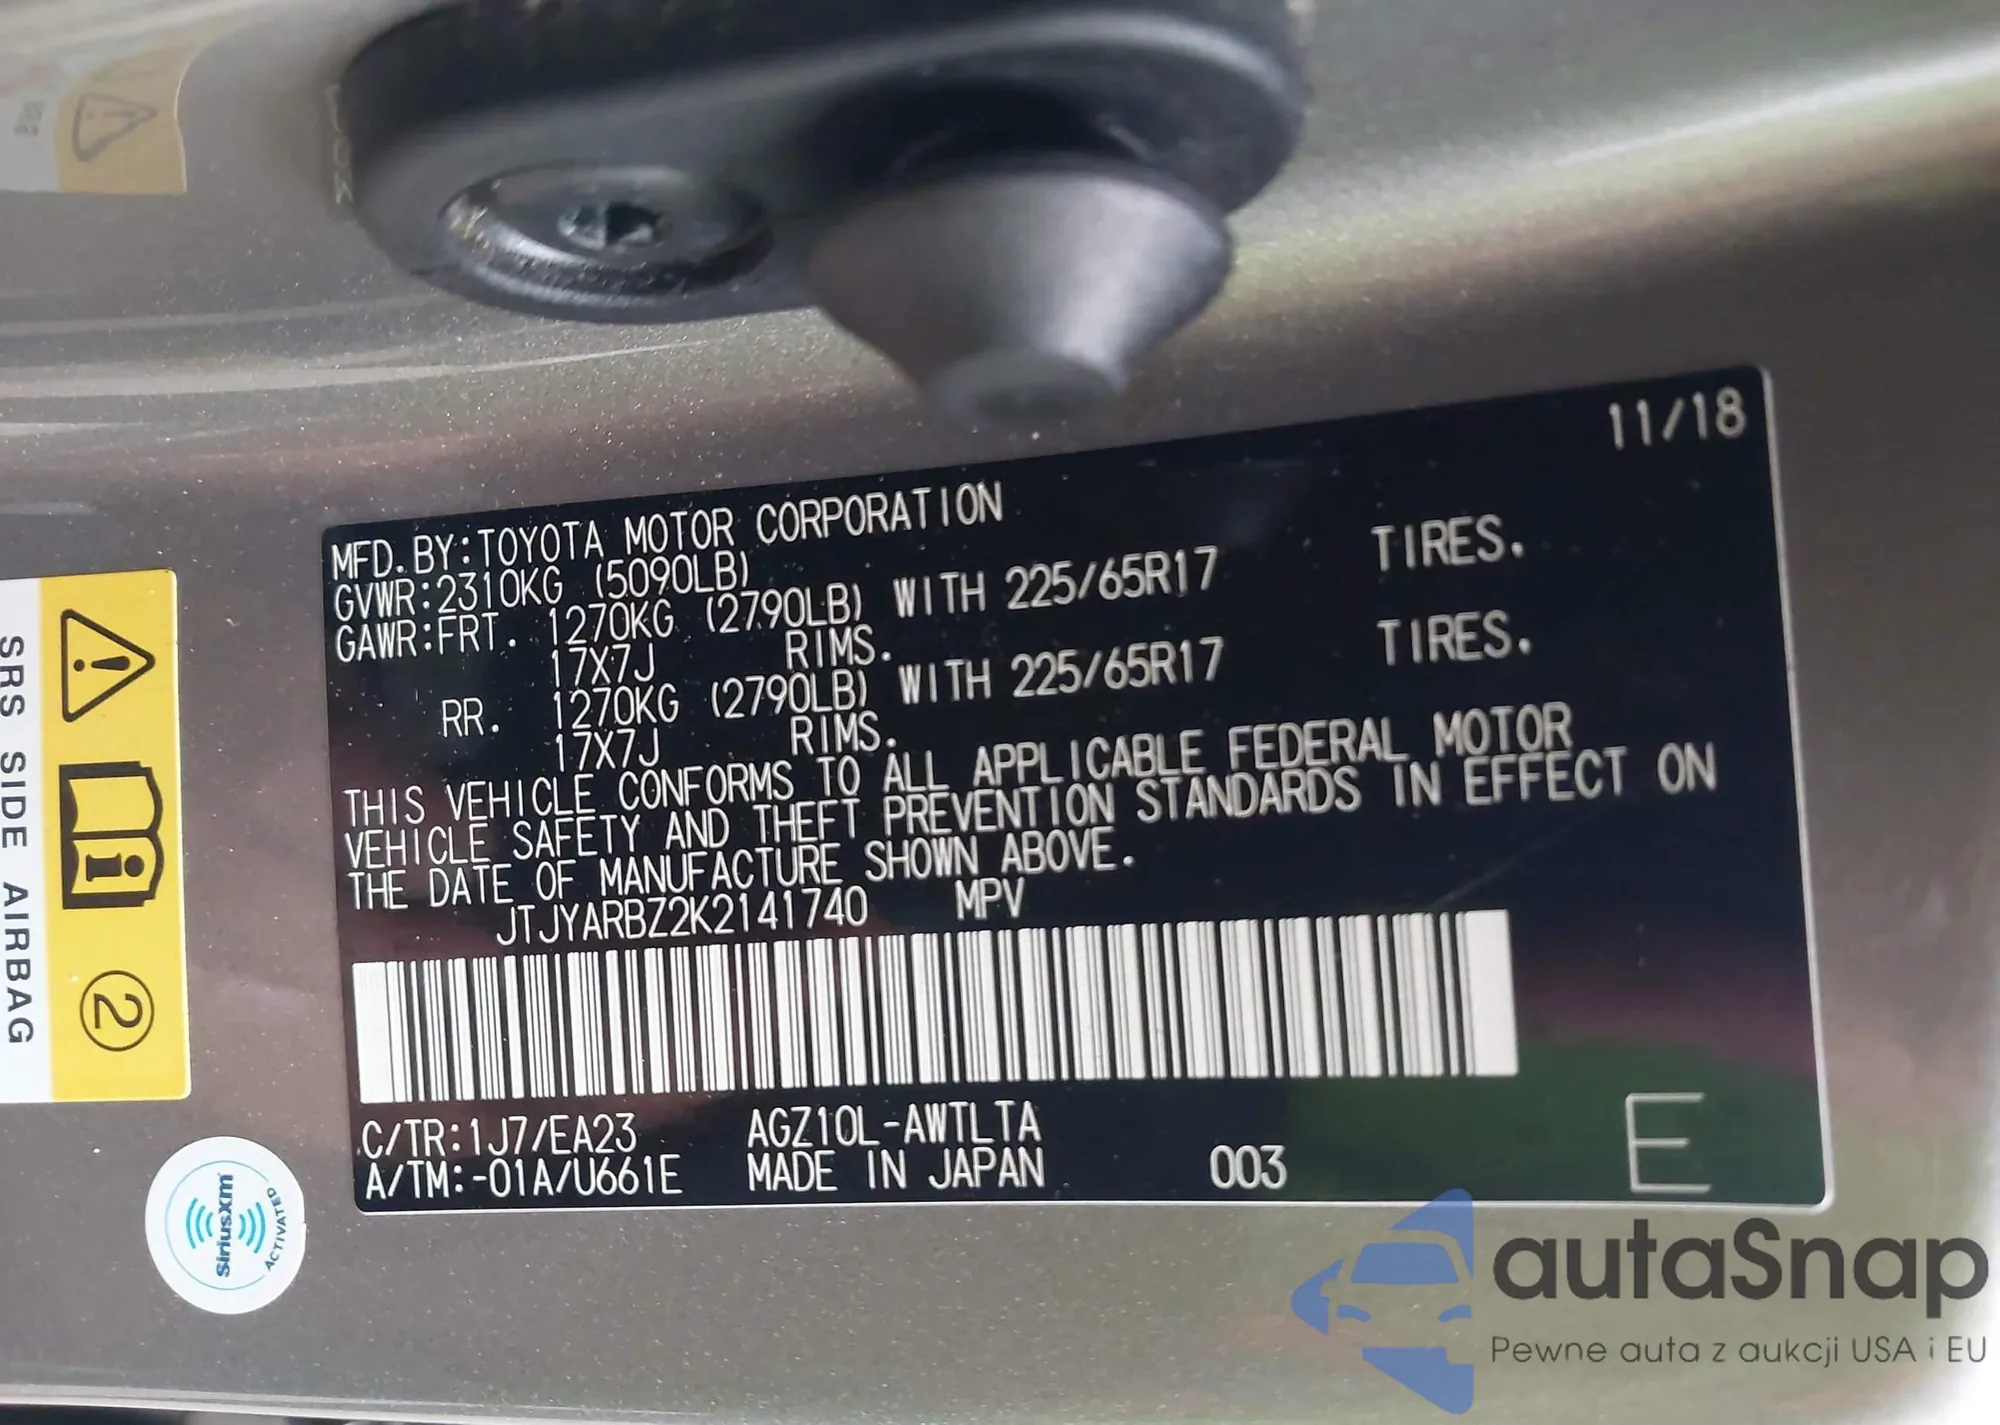 11/18
MFD. BY:TOYOTA MOTOR CORPORATION
GVWR:2310KG (5090LB)
GAWR:FRT. 1270KG (2790LB) WITH 225/65R17 TIRES.
17X7J RIMS.
RR. 1270KG (2790LB) WITH 225/65R17 TIRES.
17X7J RIMS.
THIS VEHICLE CONFORMS TO ALL APPLICABLE FEDERAL MOTOR
VEHICLE SAFETY AND THEFT PREVENTION STANDARDS IN EFFECT ON
THE DATE OF MANUFACTURE SHOWN ABOVE.
JTJYARBZ2K2141740 MPV
C/TR:1J7/EA23 AGZ10L-AWTLTA
A/TM:-01A/U661E MADE IN JAPAN 003 E
SRS SIDE AIRBAG
2
SiriusXM
ACTIVATED
autaSnap
Pewne auta z aukcji USA i EU